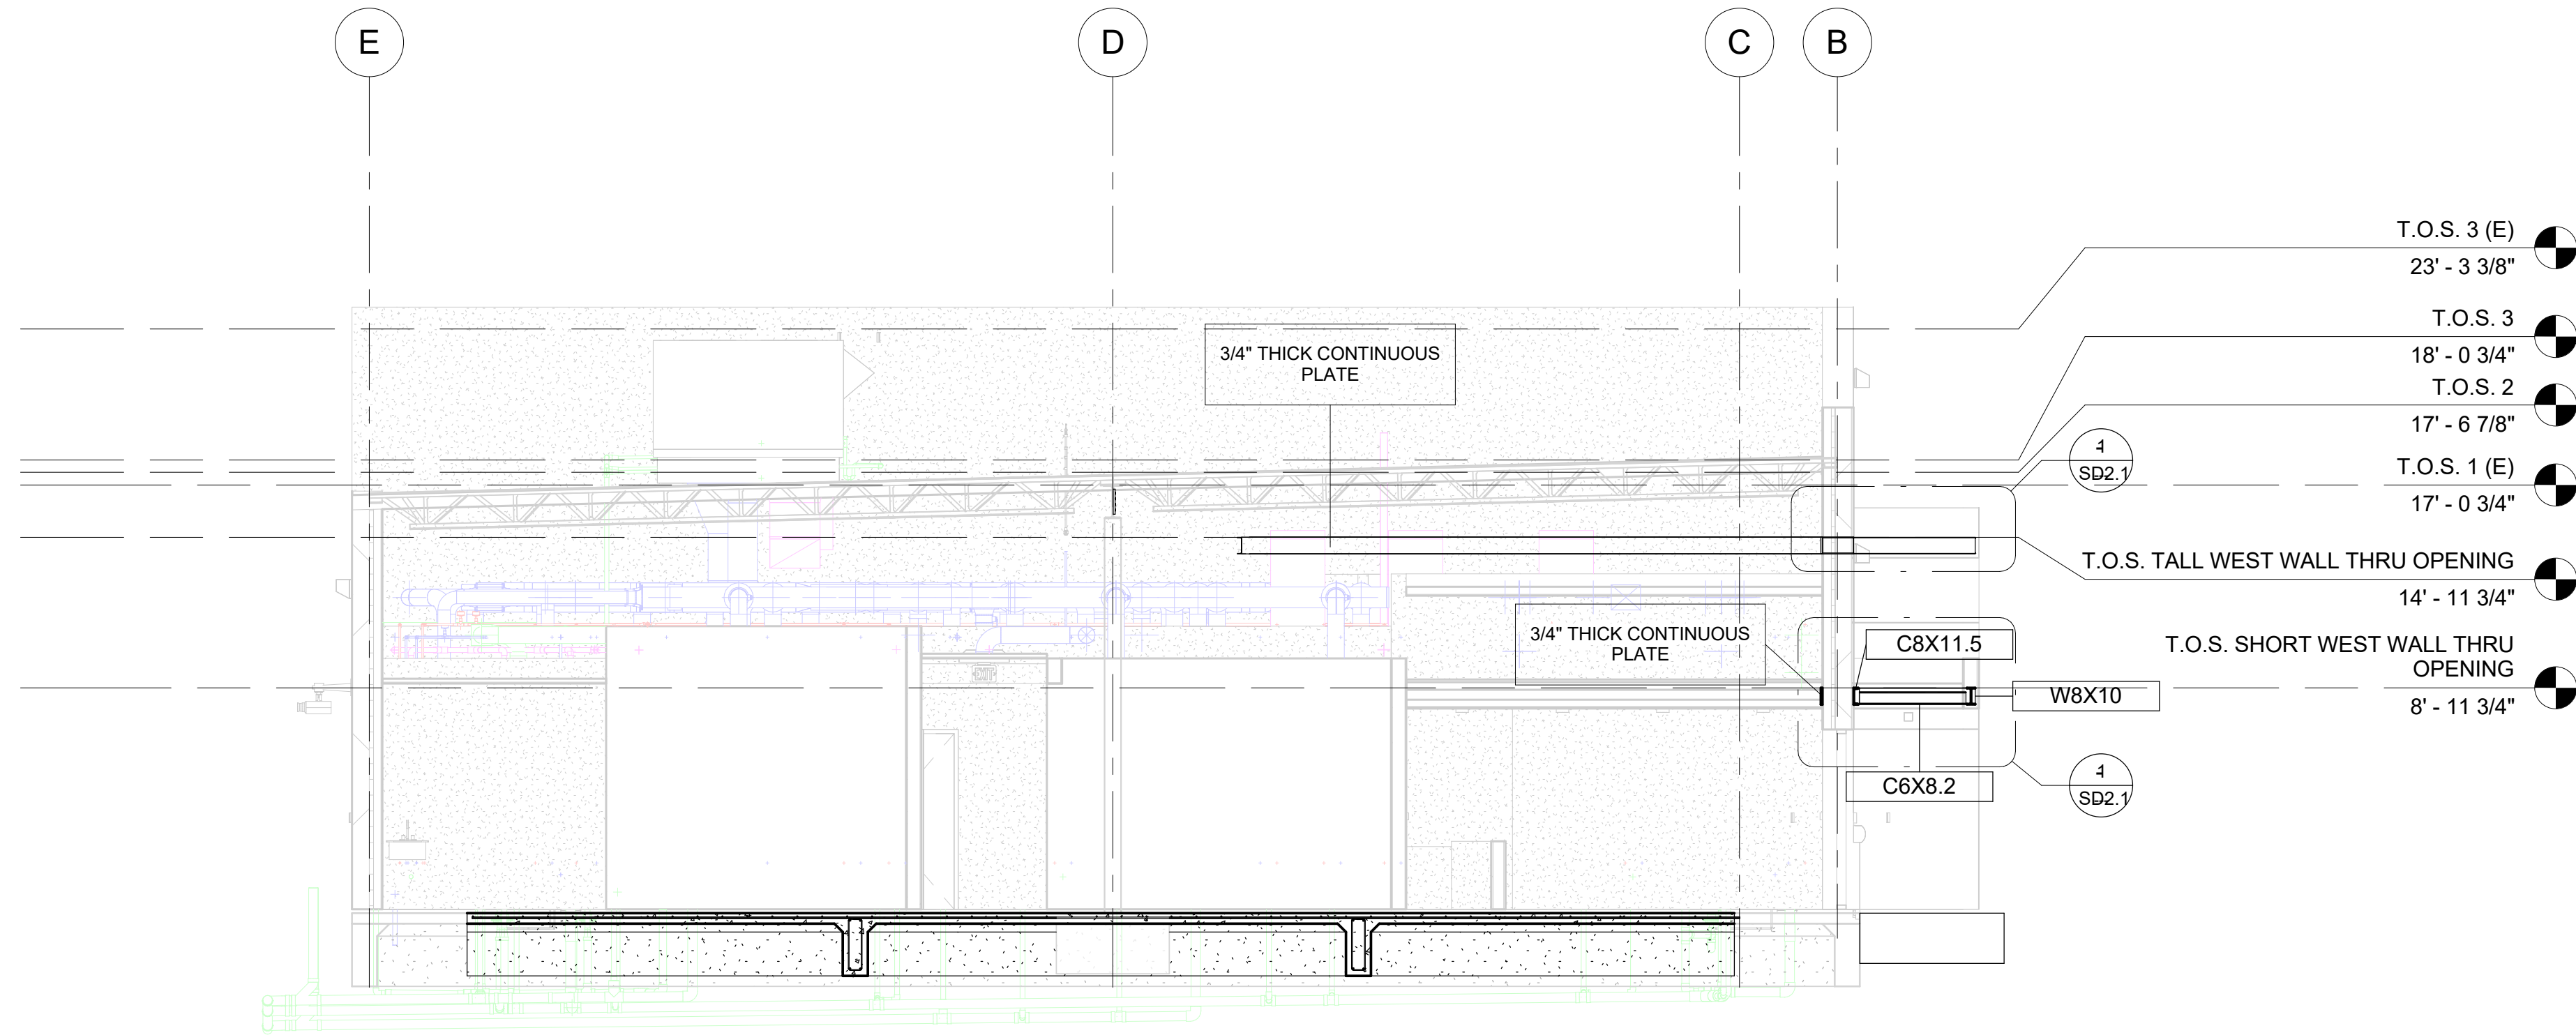 E
D
C
B
T.O.S. 3 (E)
23' - 3 3/8"
T.O.S. 3
18' - 0 3/4"
T.O.S. 2
17' - 6 7/8"
1
SD2.1
T.O.S. 1 (E)
17' - 0 3/4"
3/4" THICK CONTINUOUS
PLATE
T.O.S. TALL WEST WALL THRU OPENING
14' - 11 3/4"
3/4" THICK CONTINUOUS
PLATE
C8X11.5
T.O.S. SHORT WEST WALL THRU
OPENING
8' - 11 3/4"
EXIT
W8X10
C6X8.2
1
SD2.1